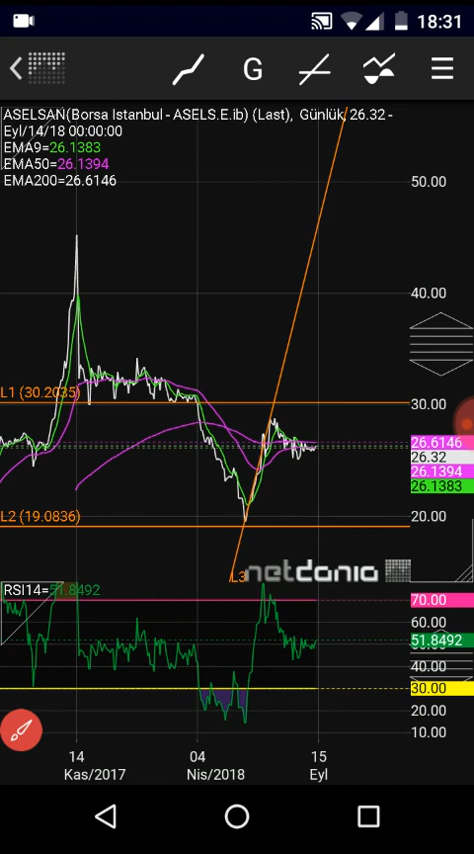 18:31
G
ASELSAN(Borsa Istanbul - ASELS.E.ib) (Last), Günlük, 26.32 -
Eyl/14/18 00:00:00
EMA9=26.1383
EMA50=26.1394
EMA200=26.6146
50.00
40.00
L1 (30.2035)
30.00
26.6146
26.32
26.1394
26.1383
L2 (19.0836)
20.00
L3
netdania
RSI14=51.8492
70.00
60.00
51.8492
40.00
30.00
20.00
10.00
14 04 15
Kas/2017 Nis/2018 Eyl